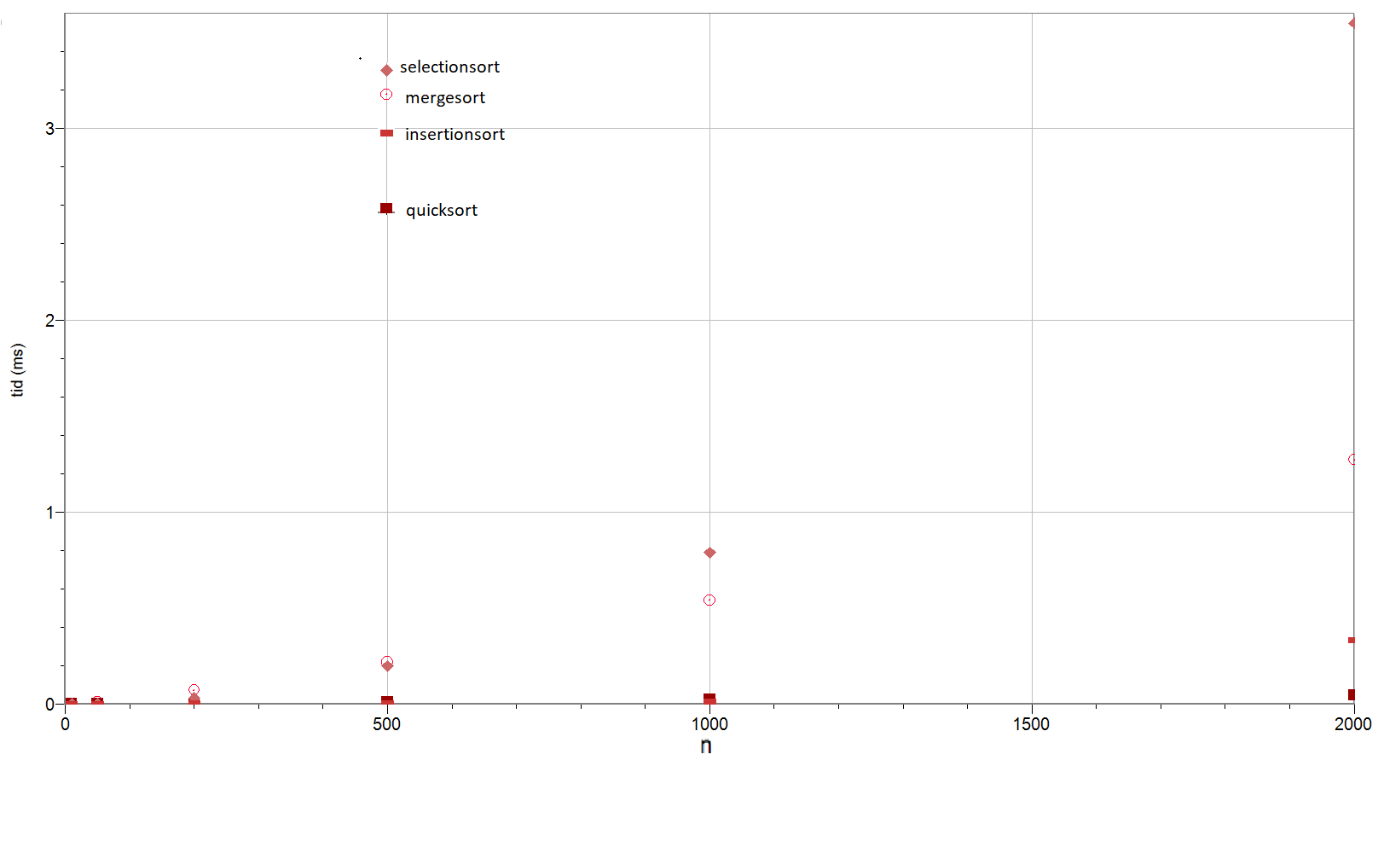 selectionsort
mergesort
insertionsort
quicksort
3
2
1
0
tid (ms)
0 500 1000 1500 2000
n